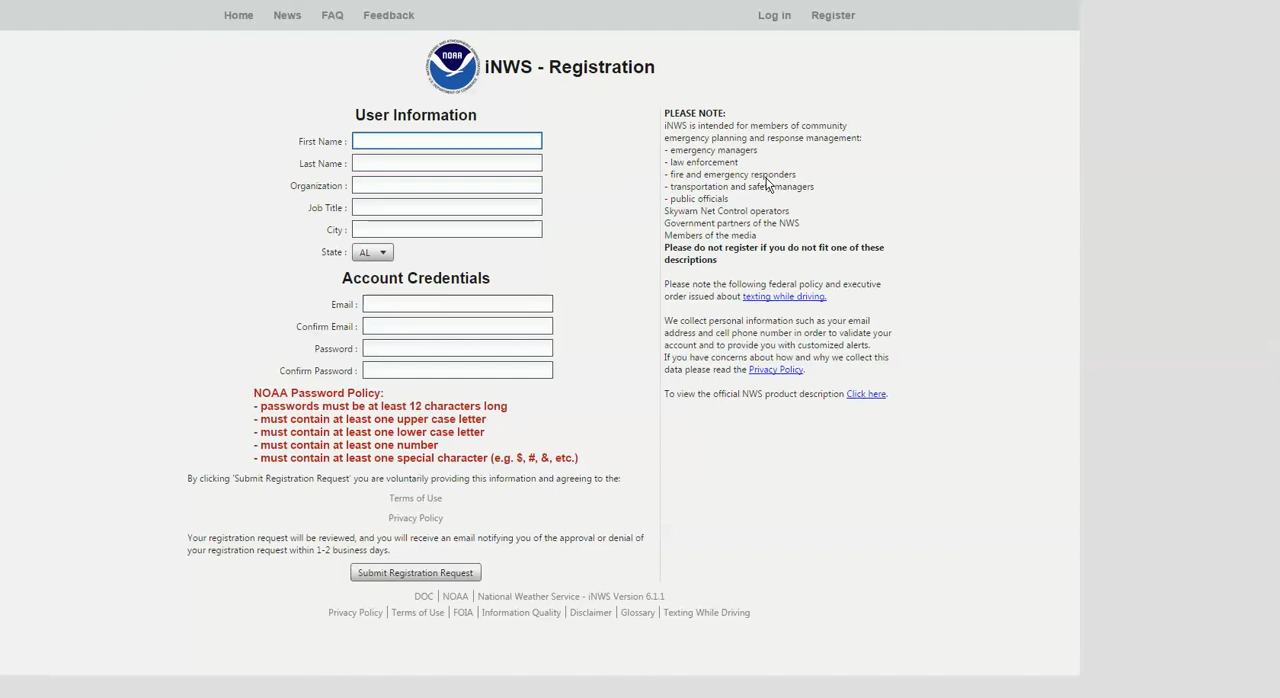 Home News FAQ Feedback Log in Register
NOAA
iNWS - Registration
User Information
First Name :
Last Name :
Organization :
Job Title :
City :
State : AL
Account Credentials
Email :
Confirm Email :
Password :
Confirm Password :
NOAA Password Policy:
- passwords must be at least 12 characters long
- must contain at least one upper case letter
- must contain at least one lower case letter
- must contain at least one number
- must contain at least one special character (e.g. $, #, &, etc.)
By clicking 'Submit Registration Request' you are voluntarily providing this information and agreeing to the:
Terms of Use
Privacy Policy
Your registration request will be reviewed, and you will receive an email notifying you of the approval or denial of
your registration request within 1-2 business days.
Submit Registration Request
PLEASE NOTE:
iNWS is intended for members of community
emergency planning and response management:
- emergency managers
- law enforcement
- fire and emergency responders
- transportation and safety managers
- public officials
Skywarn Net Control operators
Government partners of the NWS
Members of the media
Please do not register if you do not fit one of these
descriptions
Please note the following federal policy and executive
order issued about texting while driving.
We collect personal information such as your email
address and cell phone number in order to validate your
account and to provide you with customized alerts.
If you have concerns about how and why we collect this
data please read the Privacy Policy.
To view the official NWS product description Click here.
DOC | NOAA | National Weather Service - iNWS Version 6.1.1
Privacy Policy | Terms of Use | FOIA | Information Quality | Disclaimer | Glossary | Texting While Driving